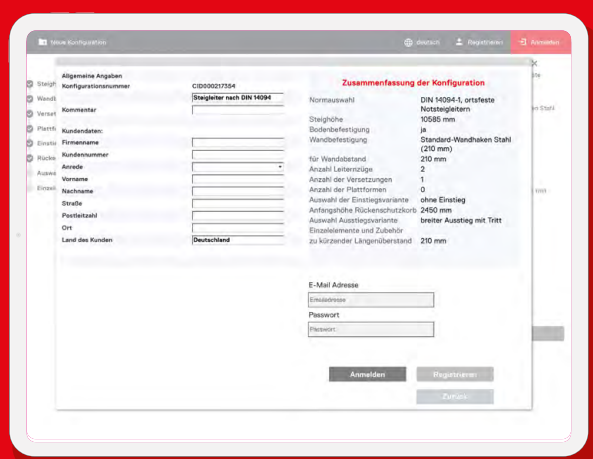 Neue Konfiguration
deutsch
Registrieren
Anmelden
Allgemeine Angaben
Konfigurationsnummer CID000217354
Steigleiter nach DIN 14094
Kommentar
Kundendaten:
Firmenname
Kundennummer
Anrede
Vorname
Nachname
Straße
Postleitzahl
Ort
Land des Kunden Deutschland
Zusammenfassung der Konfiguration
Normauswahl DIN 14094-1, ortsfeste
Notsteigleitern
Steighöhe 10585 mm
Bodenbefestigung ja
Wandbefestigung Standard-Wandhaken Stahl
(210 mm)
für Wandabstand 210 mm
Anzahl Leiternzüge 2
Anzahl der Versetzungen 1
Anzahl der Plattformen 0
Auswahl der Einstiegsvariante ohne Einstieg
Anfangshöhe Rückenschutzkorb 2450 mm
Auswahl Ausstiegsvariante breiter Ausstieg mit Tritt
Einzelelemente und Zubehör
zu kürzender Längenüberstand 210 mm
E-Mail Adresse
Emailadresse
Passwort
Passwort
Anmelden
Registrieren
Zurück